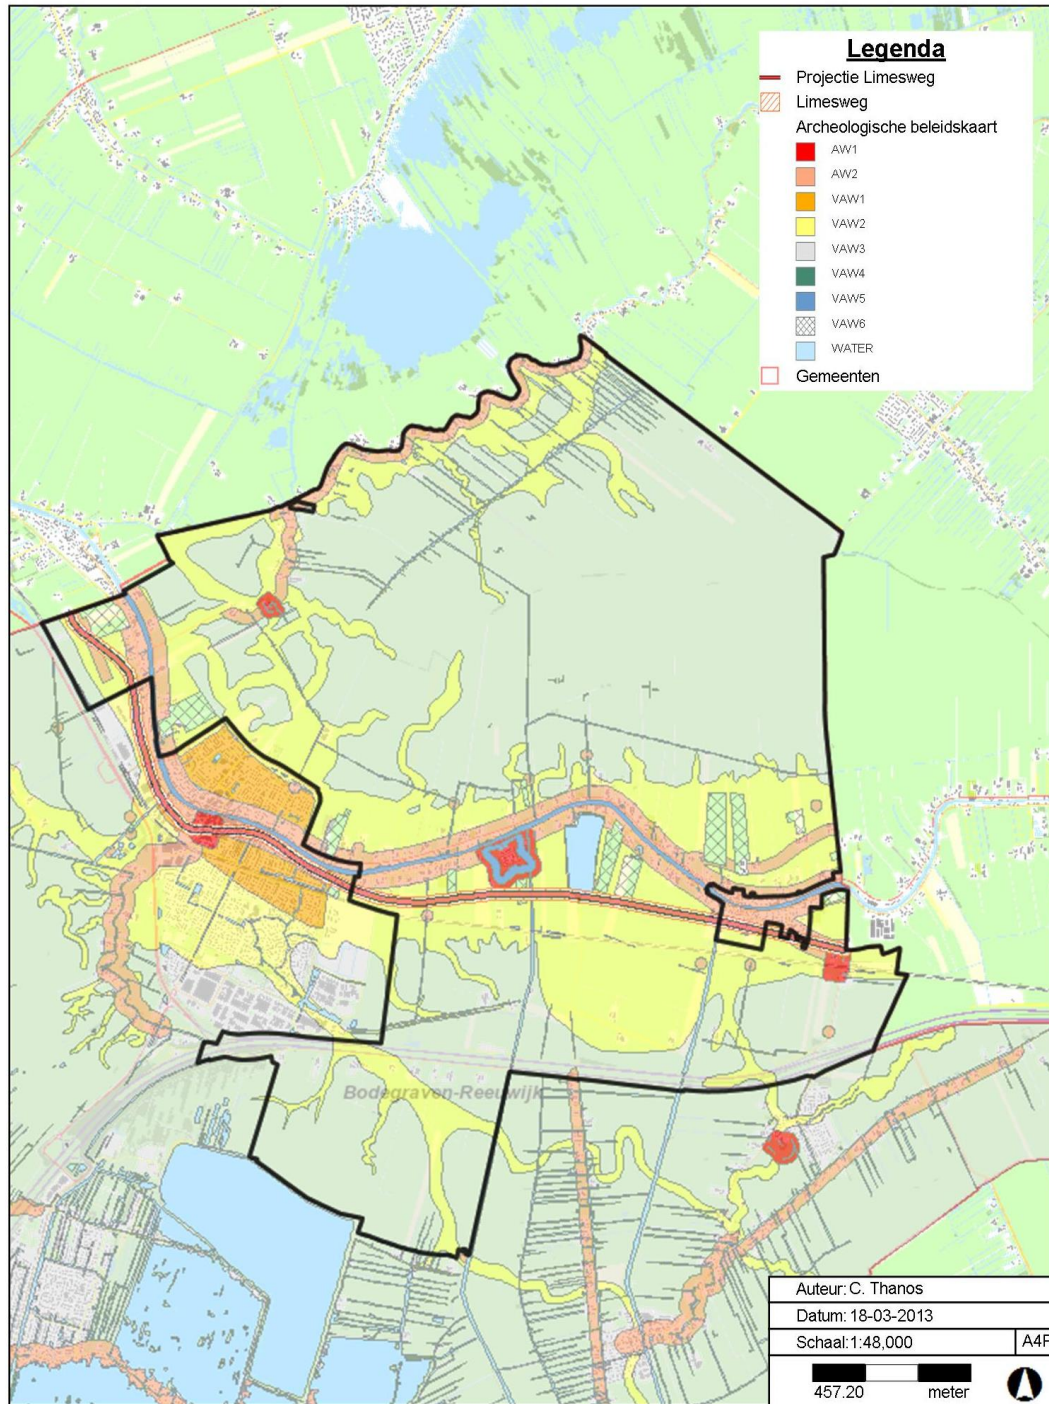 Legenda
Projectie Limesweg
Limesweg
Archeologische beleidskaart
AW1
AW2
VAW1
VAW2
VAW3
VAW4
VAW5
VAW6
WATER
Gemeenten
Bodegraven-Reeuwijk
Auteur: C. Thanos
Datum: 18-03-2013
Schaal:1:48,000
457.20 meter